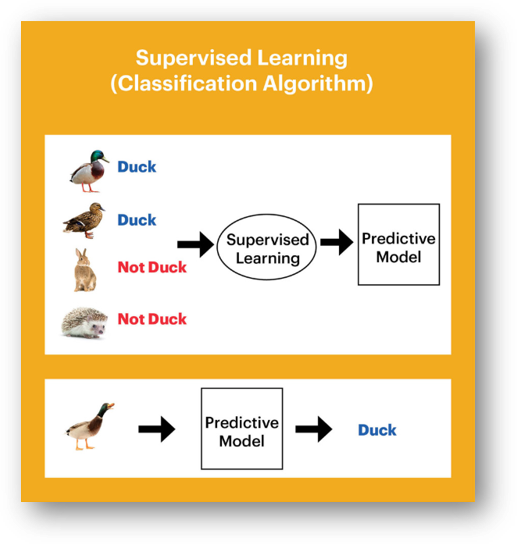 Supervised Learning
(Classification Algorithm)
Duck
Duck
Not Duck
Not Duck
Supervised
Learning
Predictive
Model
Predictive
Model
Duck